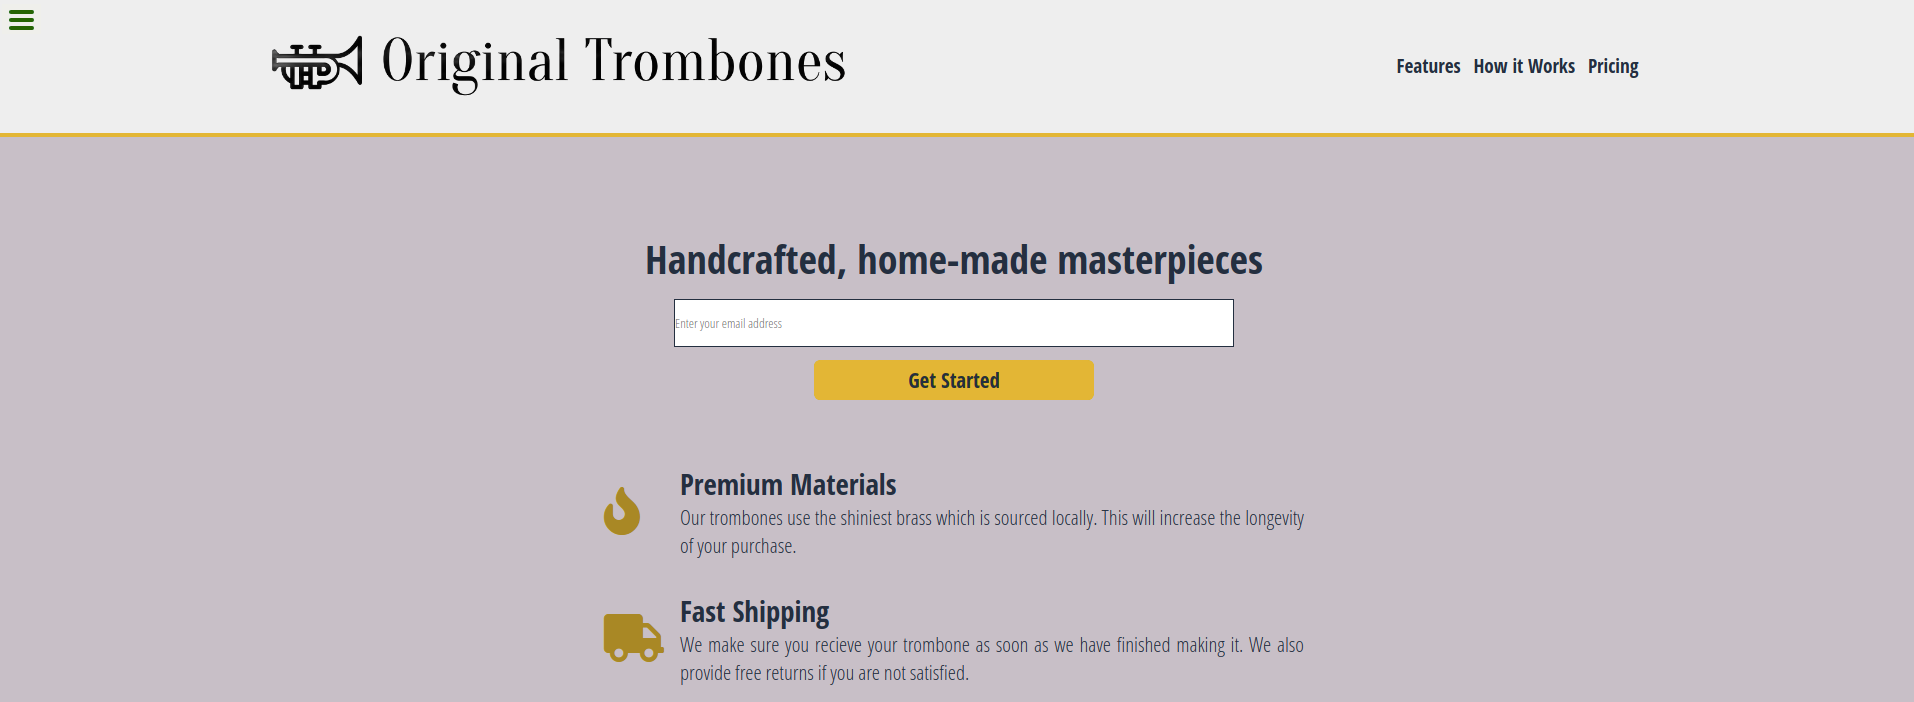 Original Trombones
Features How it Works Pricing
Handcrafted, home-made masterpieces
Enter your email address
Get Started
Premium Materials
Our trombones use the shiniest brass which is sourced locally. This will increase the longevity
of your purchase.
Fast Shipping
We make sure you recieve your trombone as soon as we have finished making it. We also
provide free returns if you are not satisfied.